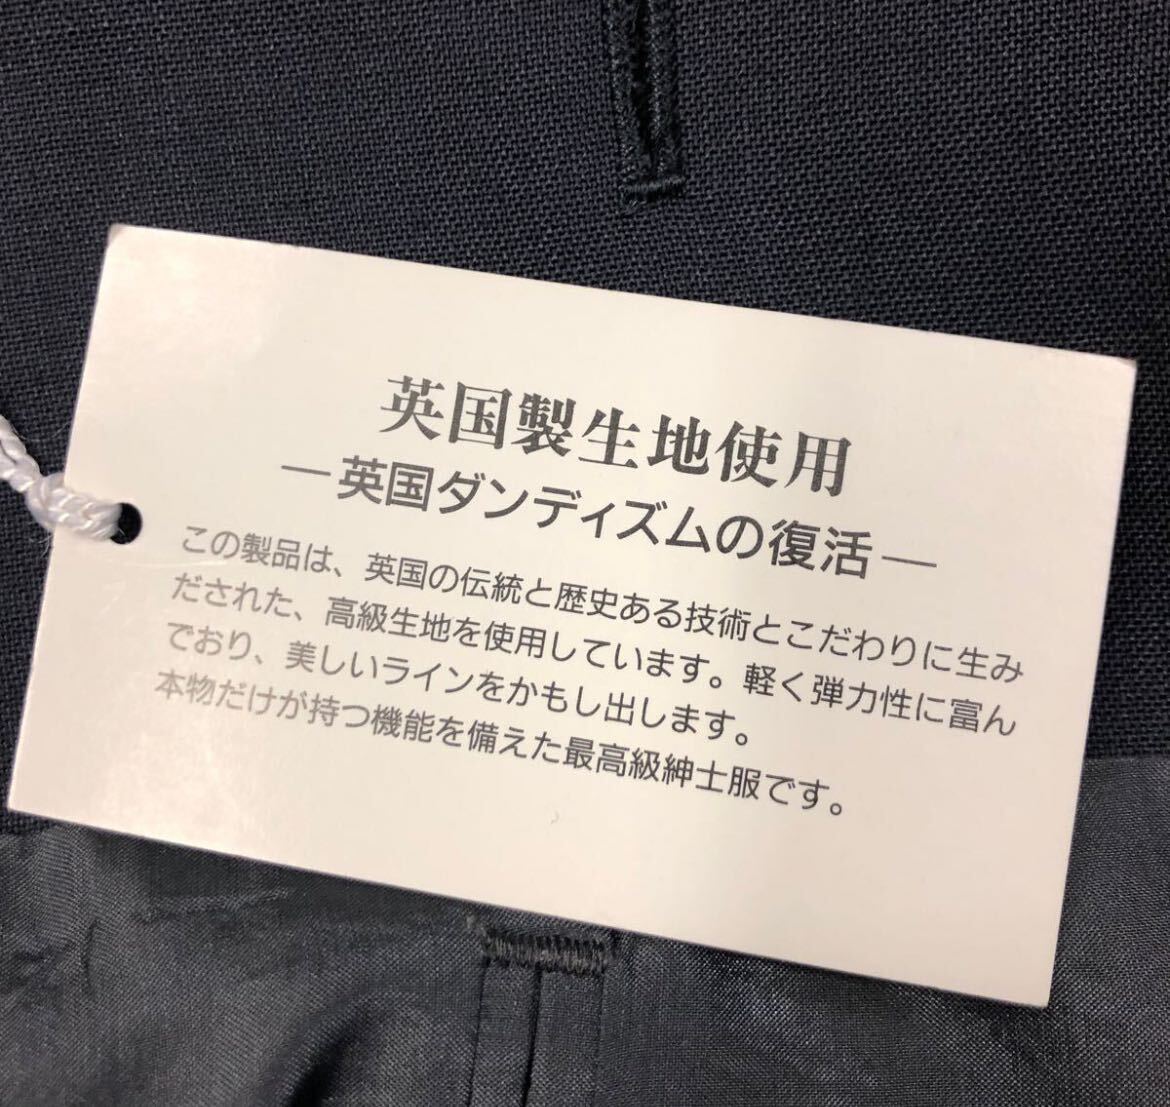 英国製生地使用
―英国ダンディズムの復活―
この製品は、英国の伝統と歴史ある技術とこだわりに生み
だされた、高級生地を使用しています。軽く弾力性に富ん
でおり、美しいラインをかもし出します。
本物だけが持つ機能を備えた最高級紳士服です。